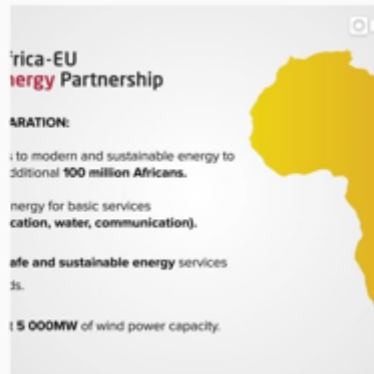 frica-EU
nergy Partnership
ARATION:
s to modern and sustainable energy to
dditional 100 million Africans.
nergy for basic services
cation, water, communication).
afe and sustainable energy services
ds.
t 5 000MW of wind power capacity.